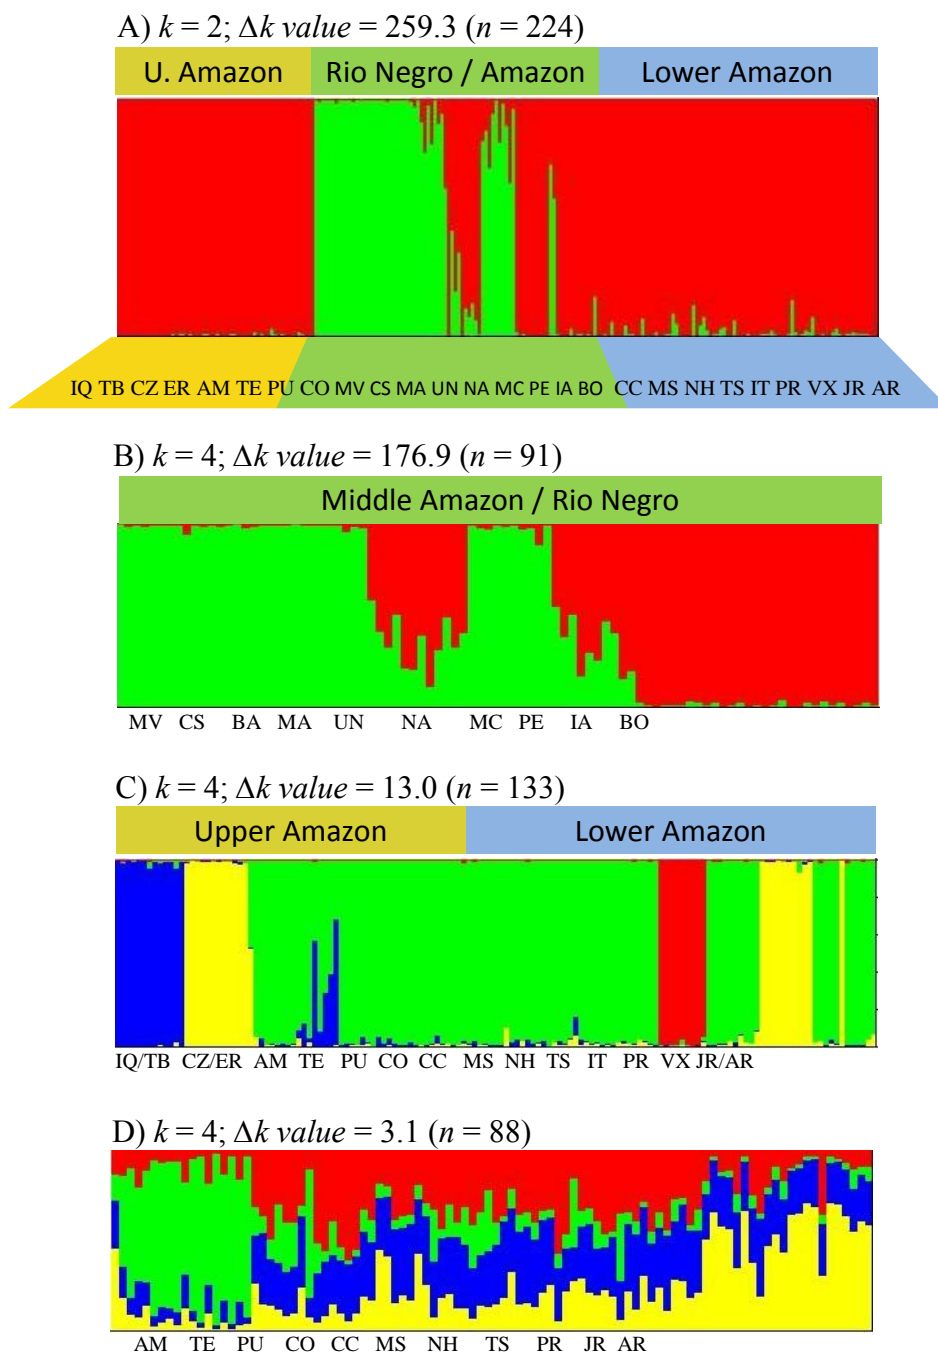 A) k = 2; Δk value = 259.3 (n = 224)
U. Amazon Rio Negro / Amazon Lower Amazon
IQ TB CZ ER AM TE PU CO MV CS MA UN NA MC PE IA BO CC MS NH TS IT PR VX JR AR
B) k = 4; Δk value = 176.9 (n = 91)
Middle Amazon / Rio Negro
MV CS BA MA UN NA MC PE IA BO
C) k = 4; Δk value = 13.0 (n = 133)
Upper Amazon Lower Amazon
IQ/TB CZ/ER AM TE PU CO CC MS NH TS IT PR VX JR/AR
D) k = 4; Δk value = 3.1 (n = 88)
AM TE PU CO CC MS NH TS PR JR AR